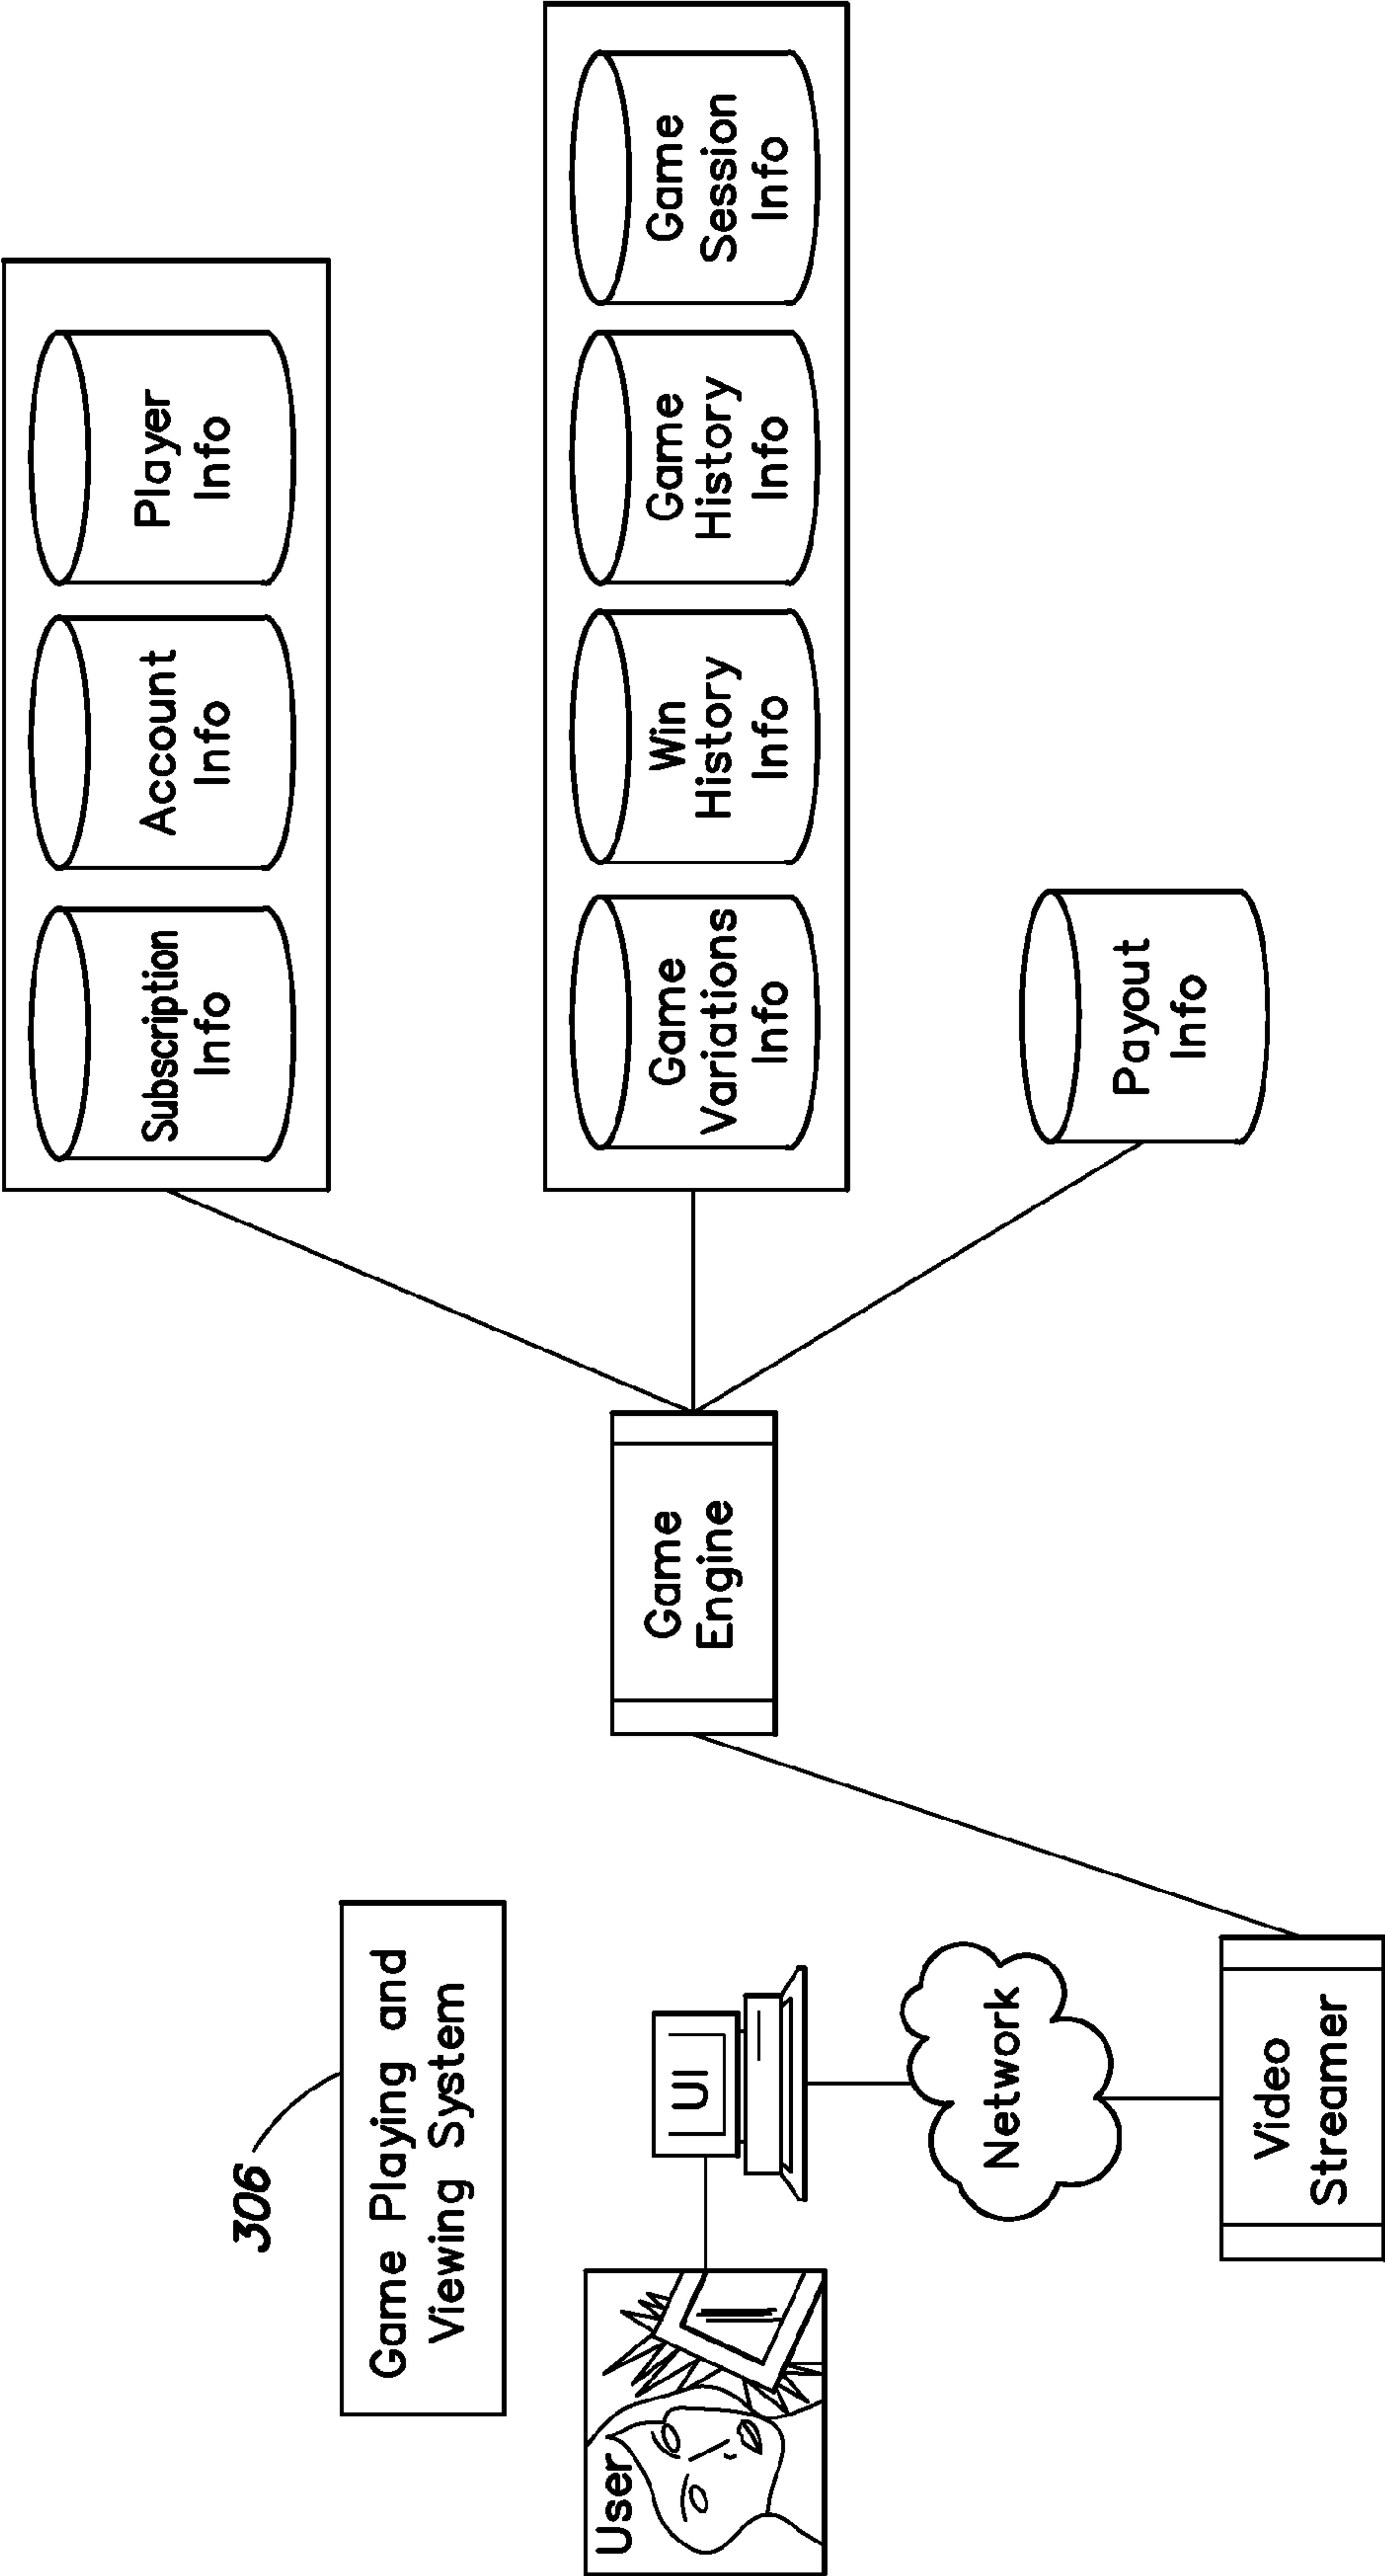 306
Game Playing and
Viewing System
User
UI
Network
Video
Streamer
Game
Engine
Subscription
Info
Account
Info
Player
Info
Game
Variations
Info
Win
History
Info
Game
History
Info
Game
Session
Info
Payout
Info